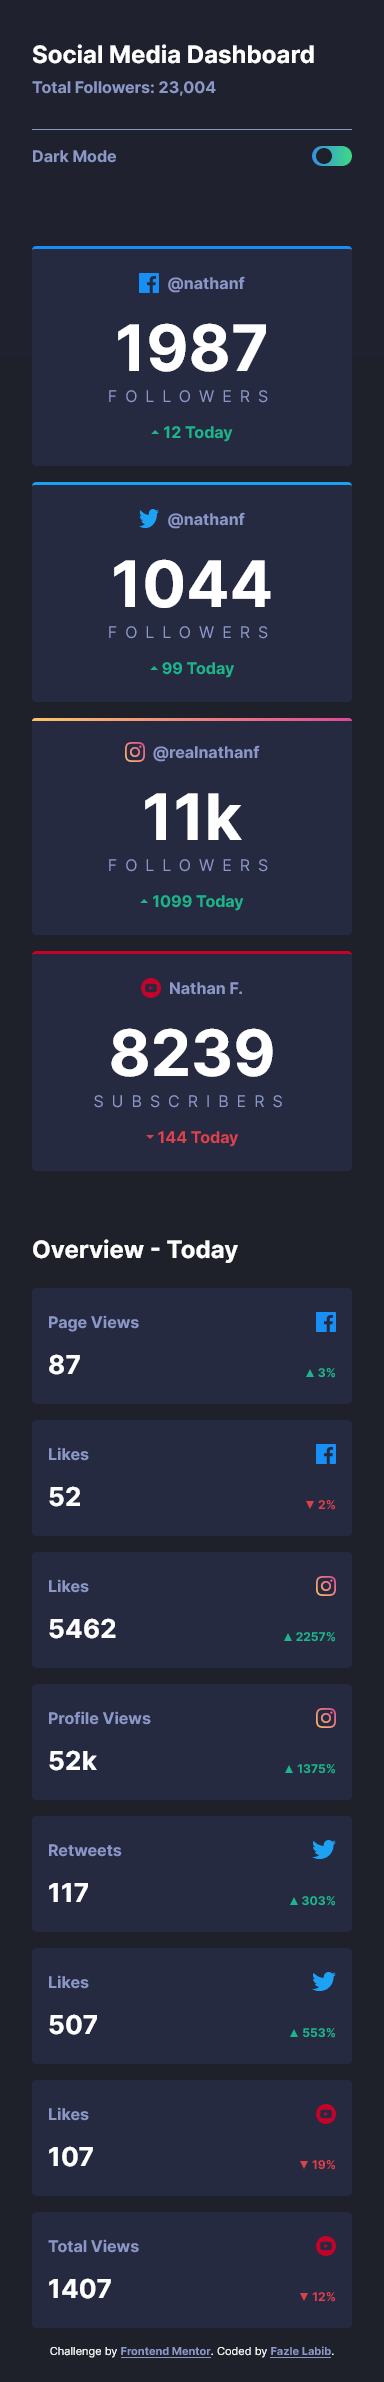 Social Media Dashboard
Total Followers: 23,004
Dark Mode
@nathanf
1987
FOLLOWERS
12 Today
@nathanf
1044
FOLLOWERS
99 Today
@realnathanf
11k
FOLLOWERS
1099 Today
Nathan F.
8239
SUBSCRIBERS
144 Today
Overview - Today
Page Views
87
▲ 3%
Likes
52
▼ 2%
Likes
5462
▲ 2257%
Profile Views
52k
▲ 1375%
Retweets
117
▲ 303%
Likes
507
▲ 553%
Likes
107
▼ 19%
Total Views
1407
▼ 12%
Challenge by Frontend Mentor. Coded by Fazle Labib.